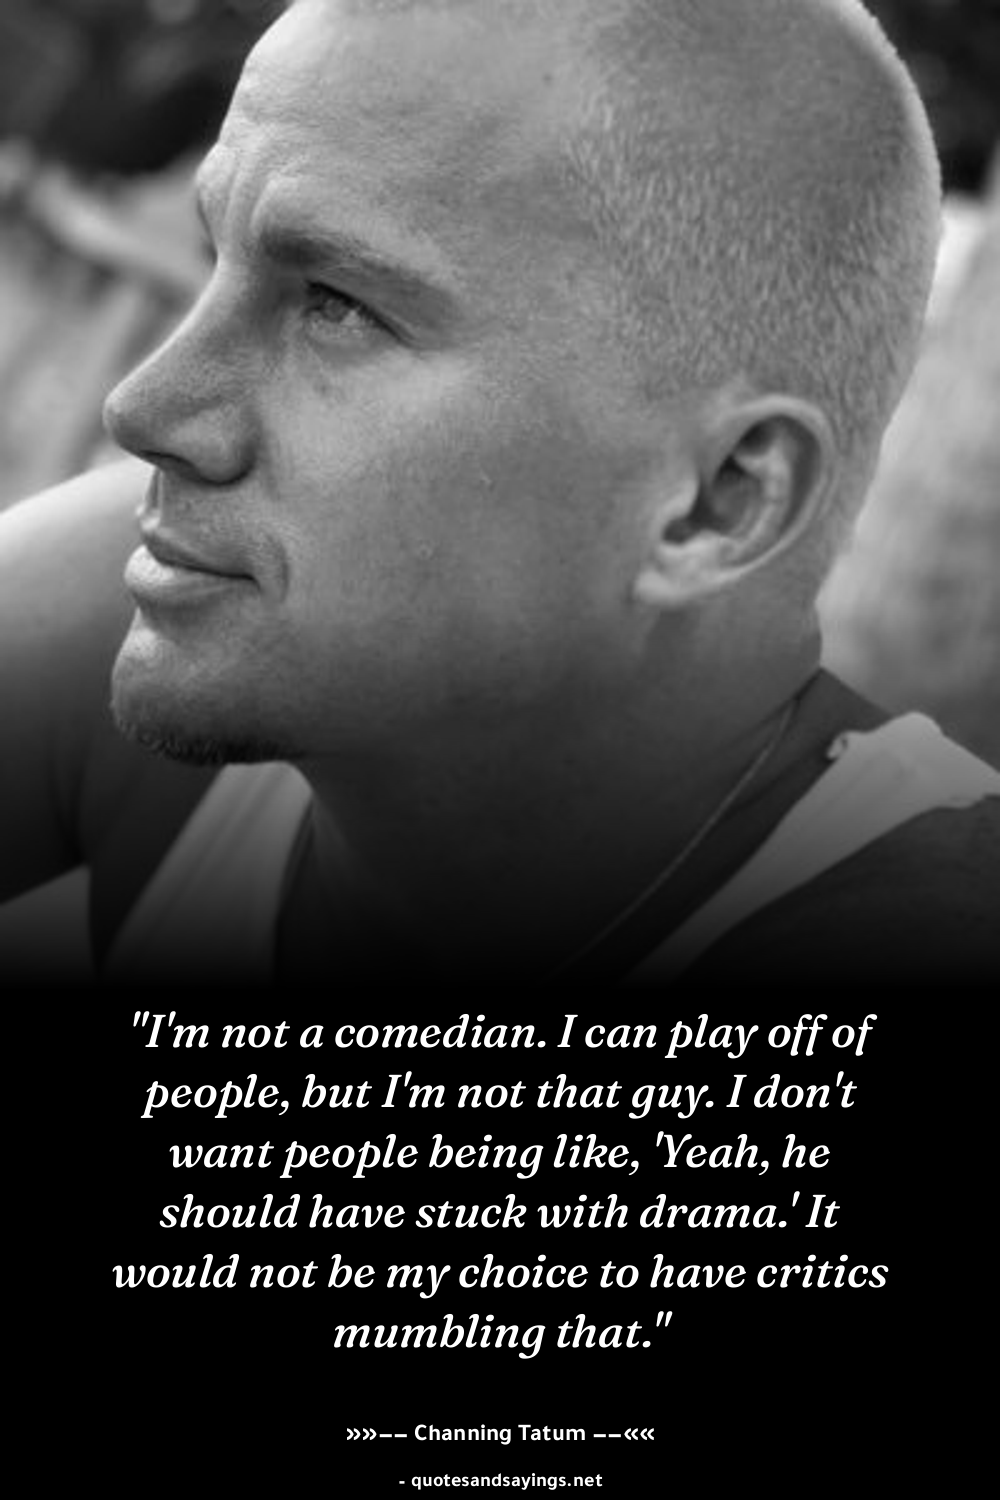 "I'm not a comedian. I can play off of
people, but I'm not that guy. I don't
want people being like, 'Yeah, he
should have stuck with drama.' It
would not be my choice to have critics
mumbling that."
»»–– Channing Tatum ––««
- quotesandsayings.net